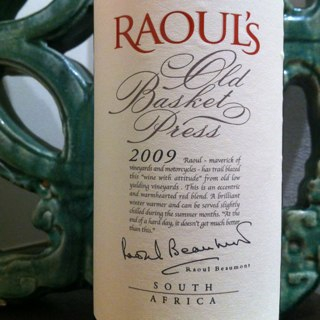 RAOUL'S
Old
Basket
Press
2009 Raoul - maverick of
vineyards and motorcycles - has trail blazed
this "wine with attitude" from old low
yielding vineyards . This is an eccentric
and warmhearted red blend. A brilliant
winter warmer and can be served slightly
chilled during the summer months. "At the
end of a hard day, it doesn't get much better
than this."
Raoul Beaumont
Raoul Beaumont
SOUTH
AFRICA